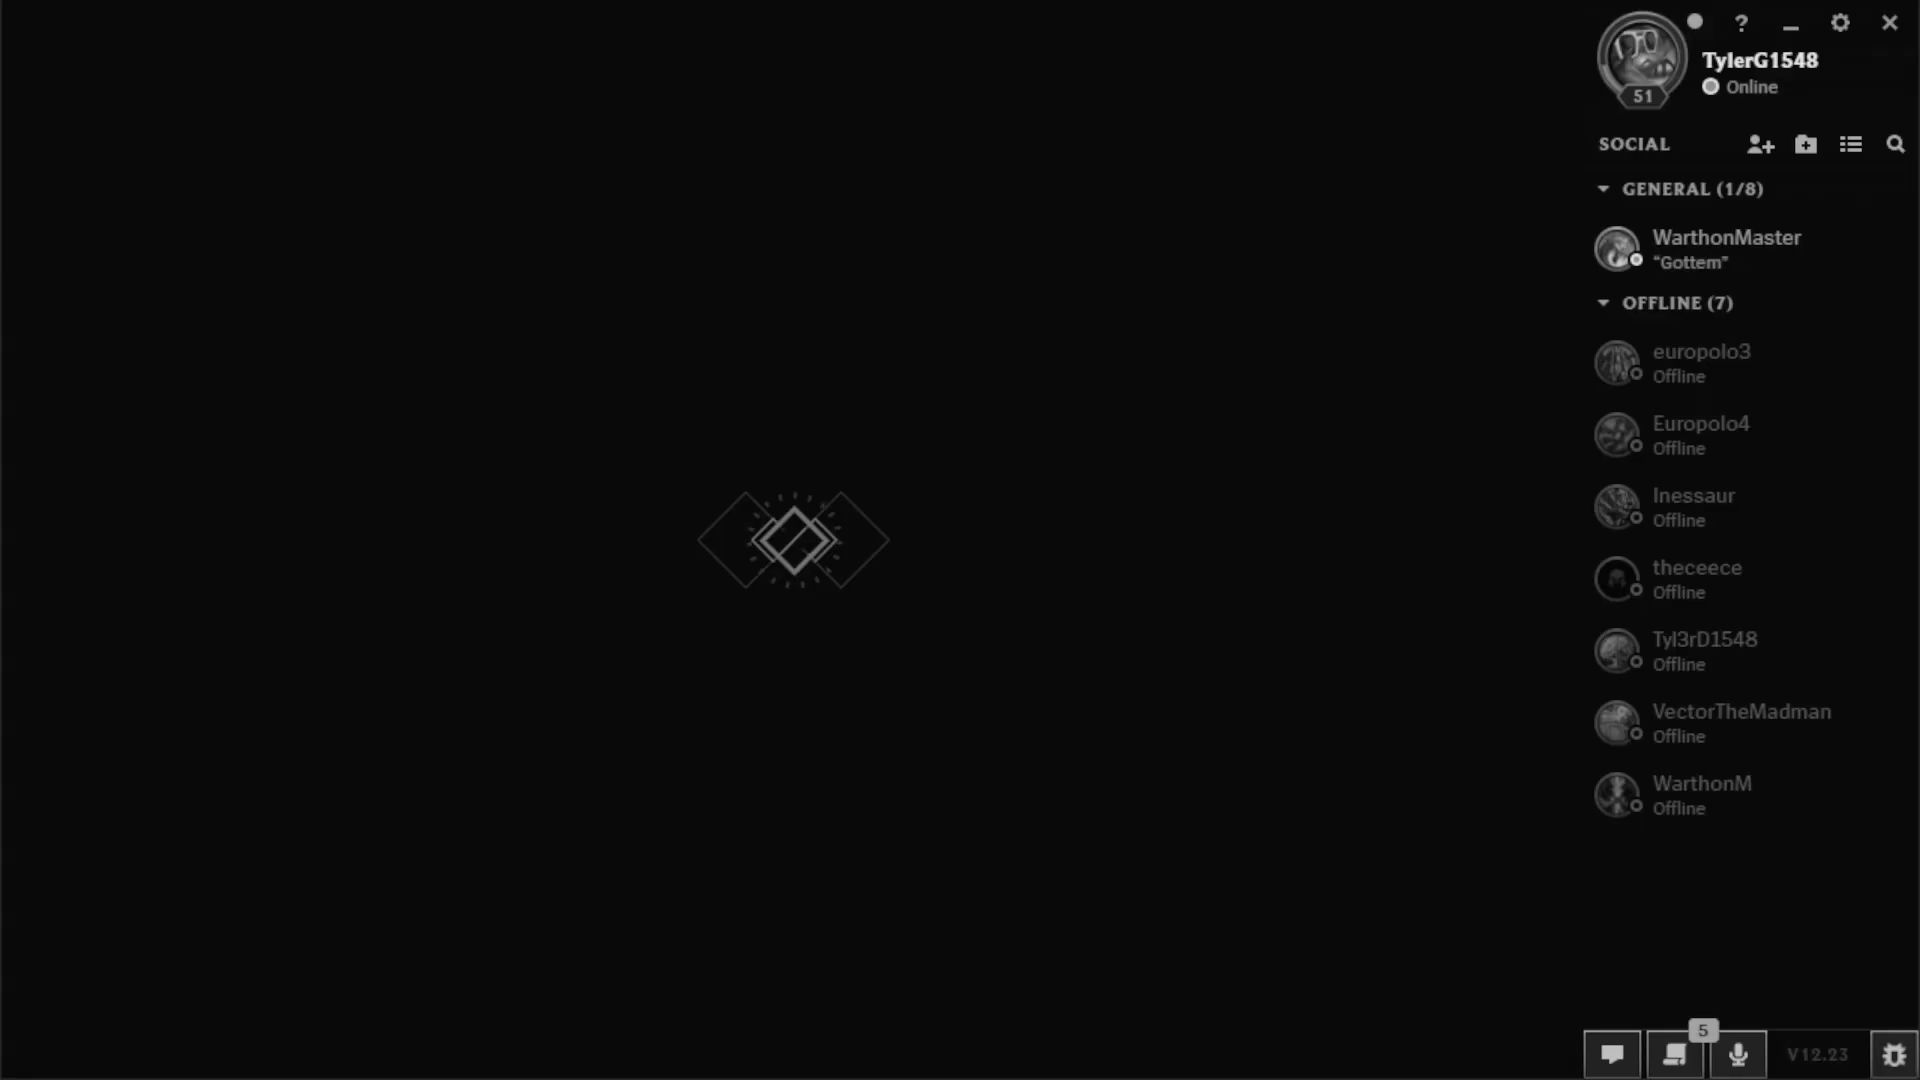 ?
TylerG1548
51
Online
SOCIAL
GENERAL (1/8)
WarthonMaster
“Gottem”
OFFLINE (7)
europolo3
Offline
Europolo4
Offline
Inessaur
Offline
theceece
Offline
Tyl3rD1548
Offline
VectorTheMadman
Offline
WarthonM
Offline
5
V12.23